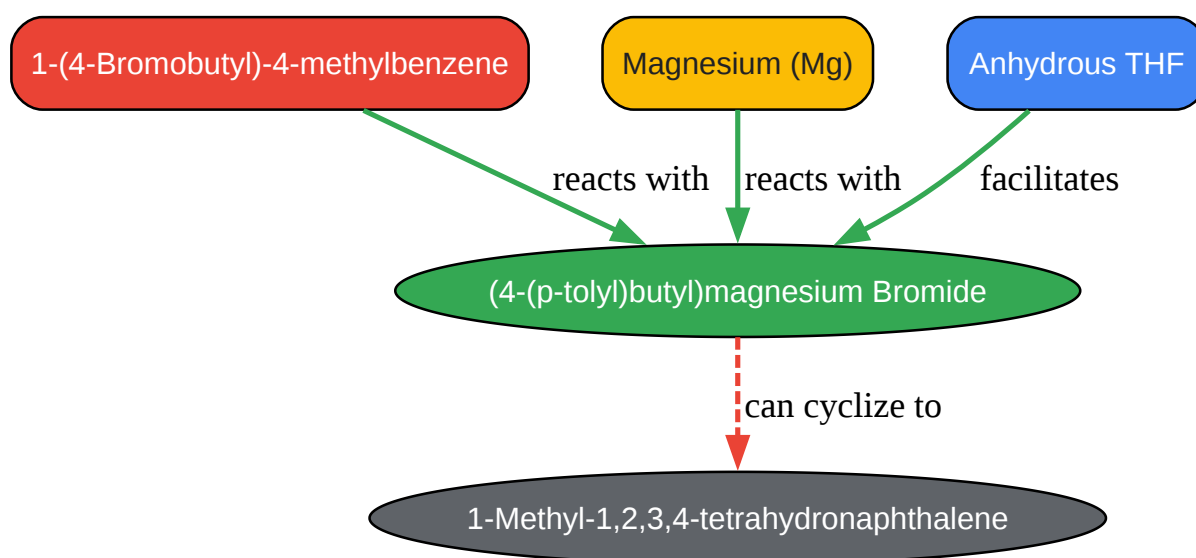 1-(4-Bromobutyl)-4-methylbenzene
Magnesium (Mg)
Anhydrous THF
reacts with
reacts with
facilitates
(4-(p-tolyl)butyl)magnesium Bromide
can cyclize to
1-Methyl-1,2,3,4-tetrahydronaphthalene